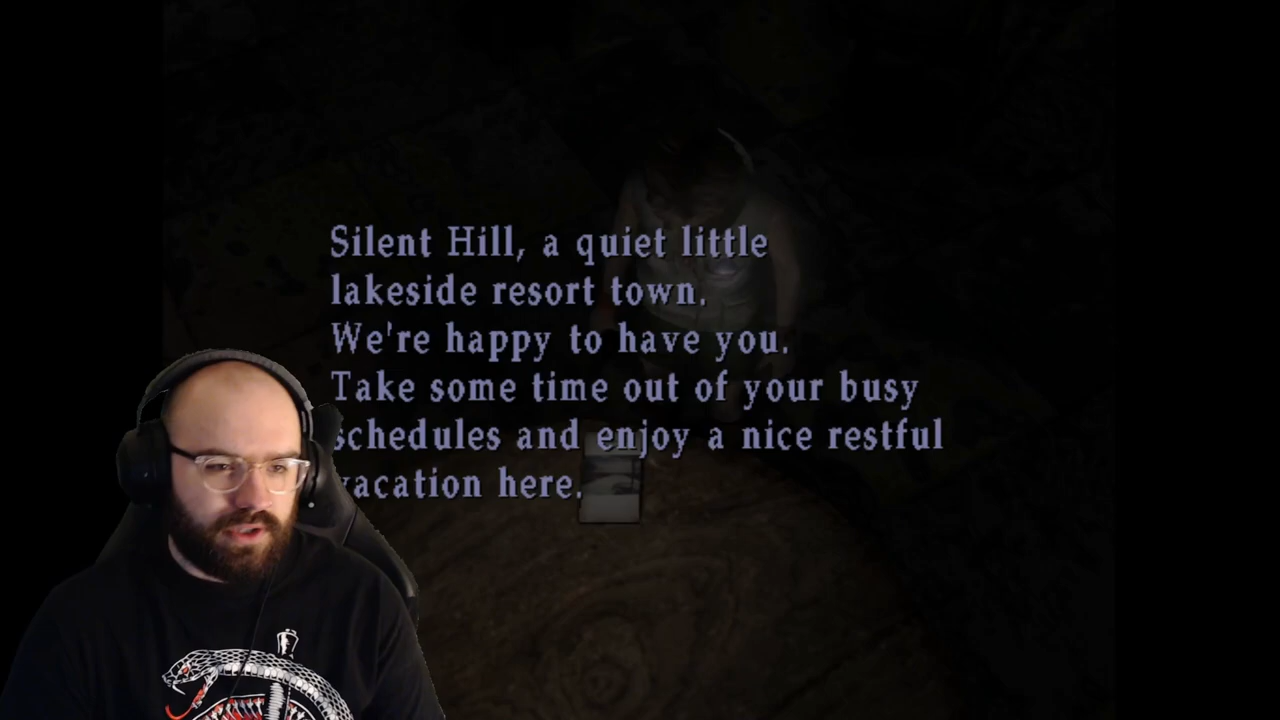 Silent Hill, a quiet little
lakeside resort town.
We're happy to have you.
Take some time out of your busy
schedules and enjoy a nice restful
vacation here.